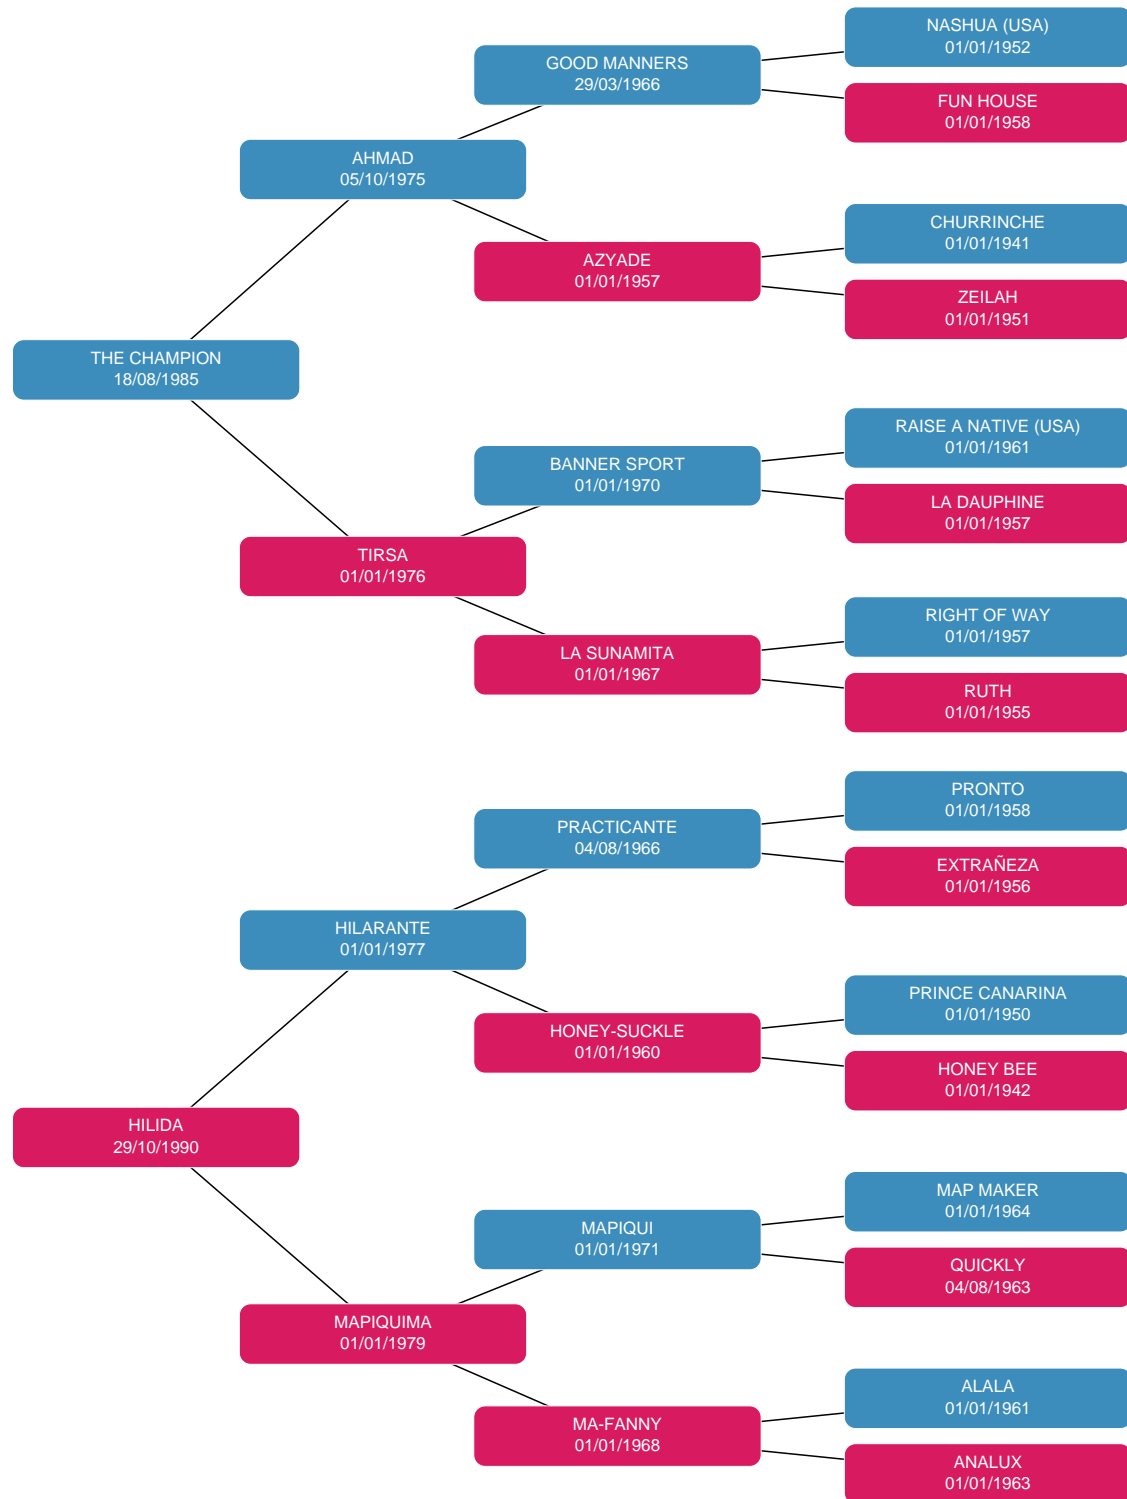 NASHUA (USA)
01/01/1952
GOOD MANNERS
29/03/1966
FUN HOUSE
01/01/1958
AHMAD
05/10/1975
CHURRINCHE
01/01/1941
AZYADE
01/01/1957
ZEILAH
01/01/1951
THE CHAMPION
18/08/1985
RAISE A NATIVE (USA)
01/01/1961
BANNER SPORT
01/01/1970
LA DAUPHINE
01/01/1957
TIRSA
01/01/1976
RIGHT OF WAY
01/01/1957
LA SUNAMITA
01/01/1967
RUTH
01/01/1955
PRONTO
01/01/1958
PRACTICANTE
04/08/1966
EXTRAÑEZA
01/01/1956
HILARANTE
01/01/1977
PRINCE CANARINA
01/01/1950
HONEY-SUCKLE
01/01/1960
HONEY BEE
01/01/1942
HILIDA
29/10/1990
MAP MAKER
01/01/1964
MAPIQUI
01/01/1971
QUICKLY
04/08/1963
MAPIQUIMA
01/01/1979
ALALA
01/01/1961
MA-FANNY
01/01/1968
ANALUX
01/01/1963